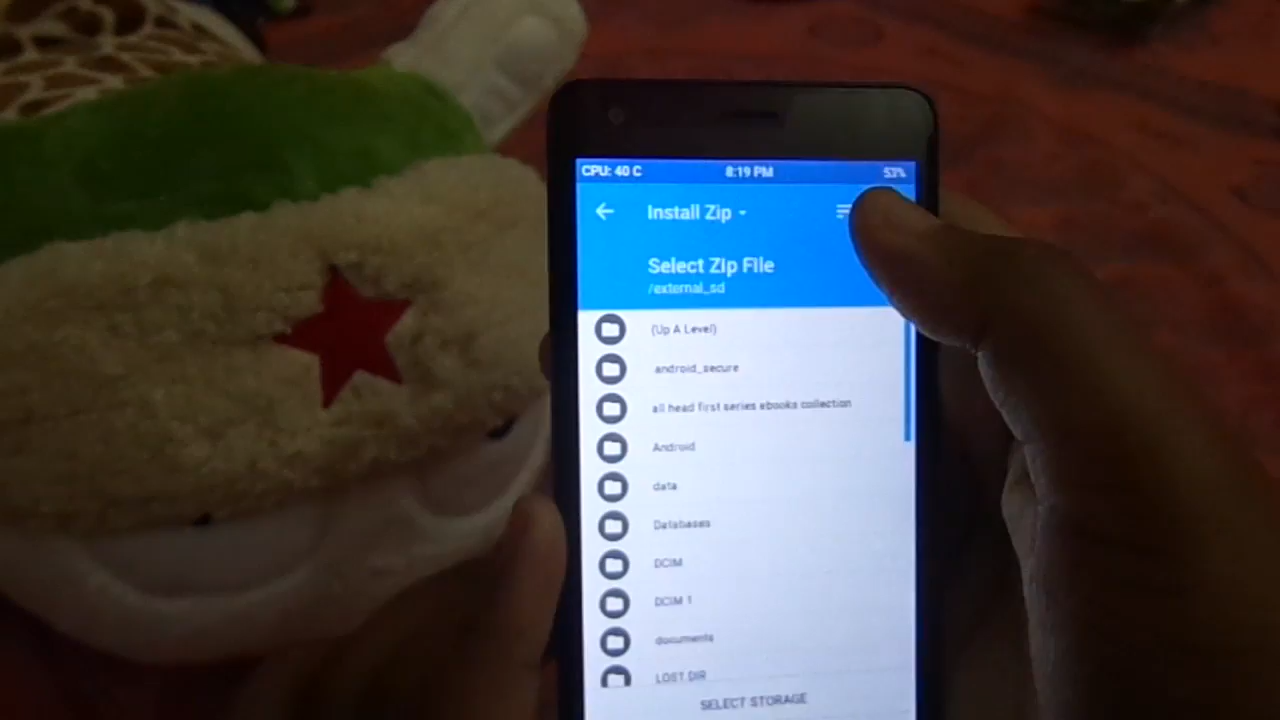 CPU: 40 C 8:19 PM 53%
Install Zip
Select Zip File
/external_sd
(Up A Level)
android_secure
all head first series ebooks collection
Android
data
Databases
DCIM
DCIM 1
documents
LOST.DIR
SELECT STORAGE